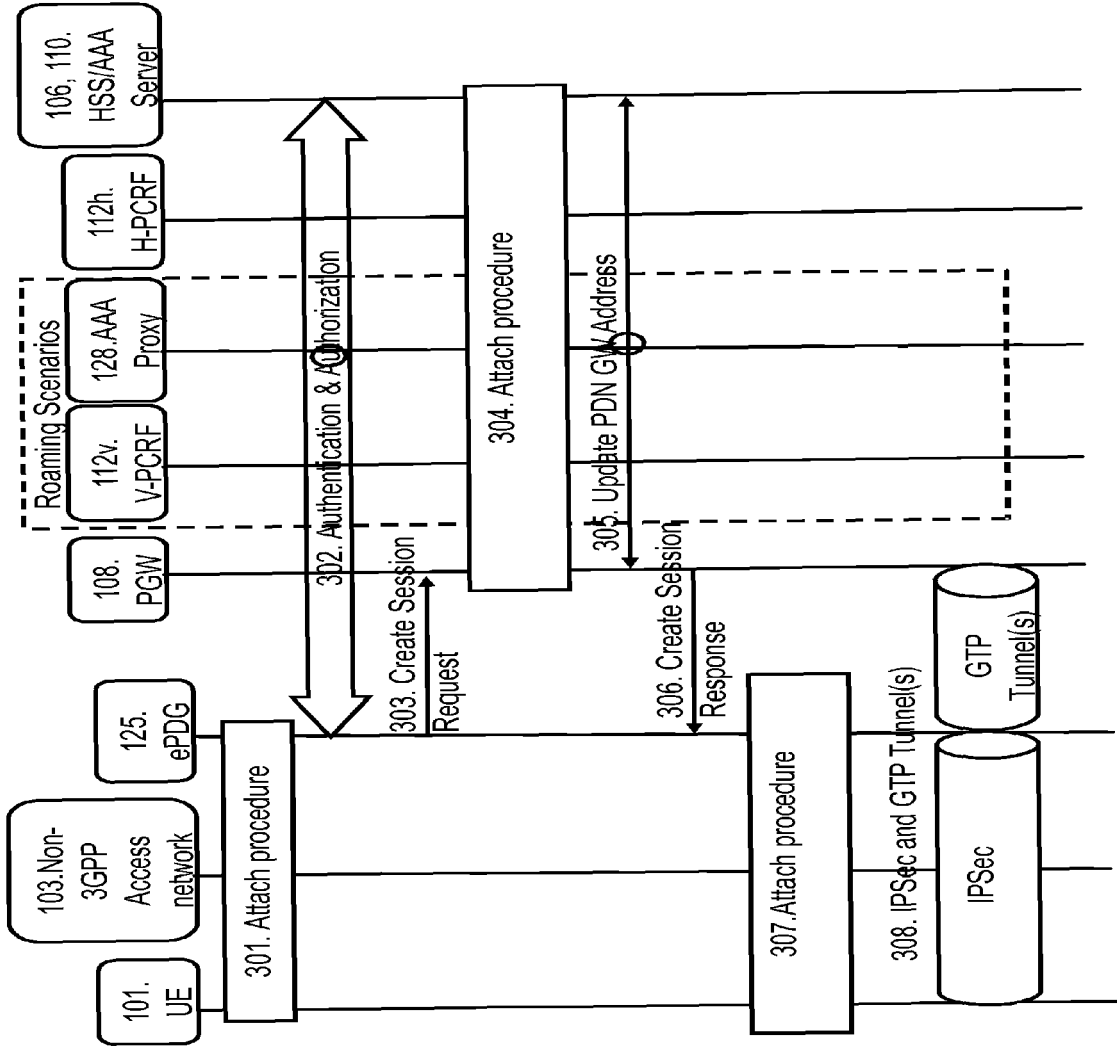 101.
UE
103.Non-
3GPP
Access
network
125.
ePDG
108.
PGW
Roaming Scenarios
112v.
V-PCRF
128.AAA
Proxy
112h.
H-PCRF
106, 110.
HSS/AAA
Server
301. Attach procedure
302. Authentication & Authorization
303. Create Session
Request
304. Attach procedure
305. Update PDN GW Address
306. Create Session
Response
307.Attach procedure
308. IPSec and GTP Tunnel(s)
IPSec
GTP
Tunnel(s)